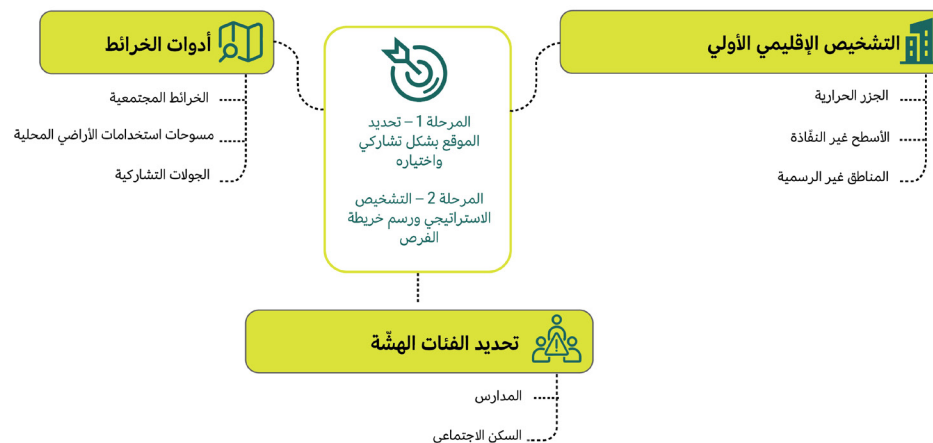 التشخيص الإقليمي الأولي
الجزر الحرارية
الأسطح غير النفّاذة
المناطق غير الرسمية
المرحلة 1 – تحديد
الموقع بشكل تشاركي
واختياره
المرحلة 2 – التشخيص
الاستراتيجي ورسم خريطة
الفرص
أدوات الخرائط
الخرائط المجتمعية
مسوحات استخدامات الأراضي المحلية
الجولات التشاركية
تحديد الفئات الهشّة
المدارس
السكن الاجتماعي